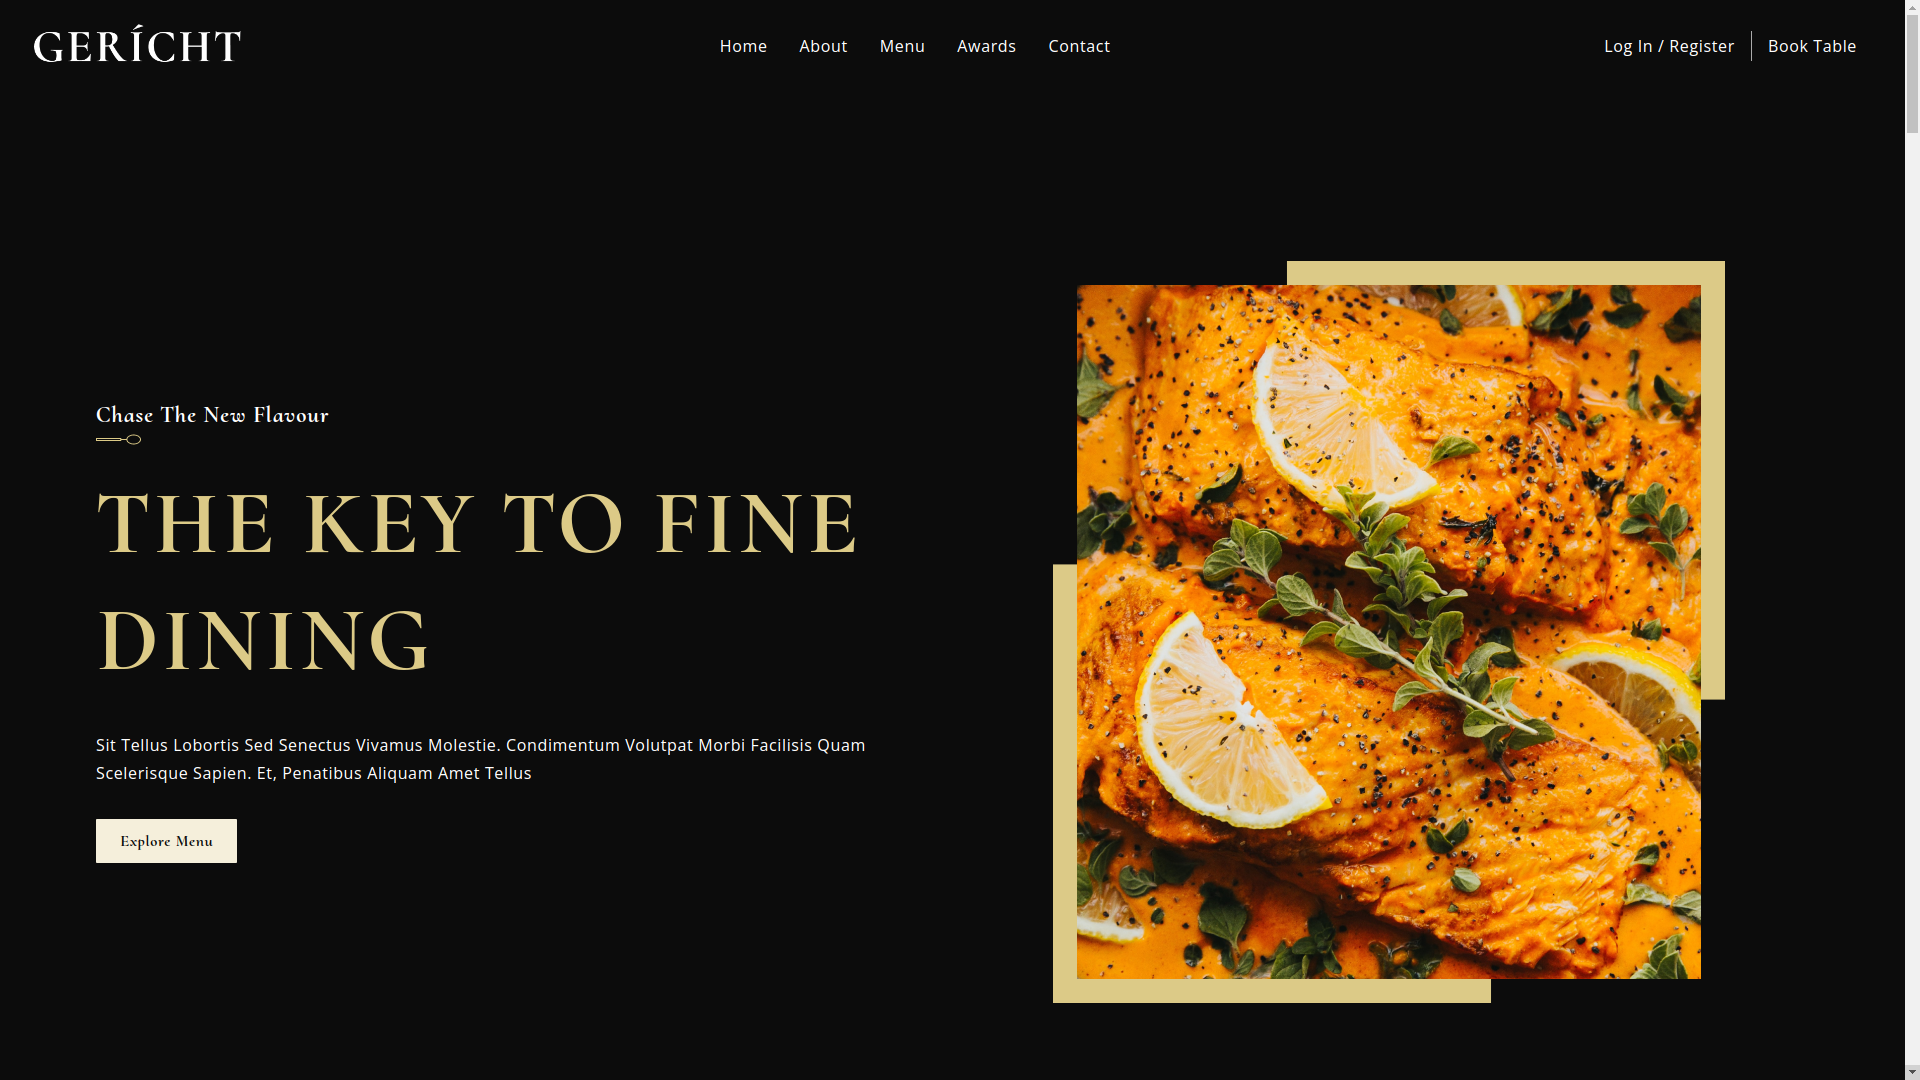 GERÍCHT
Home About Menu Awards Contact
Log In / Register Book Table
Chase The New Flavour
THE KEY TO FINE
DINING
Sit Tellus Lobortis Sed Senectus Vivamus Molestie. Condimentum Volutpat Morbi Facilisis Quam
Scelerisque Sapien. Et, Penatibus Aliquam Amet Tellus
Explore Menu